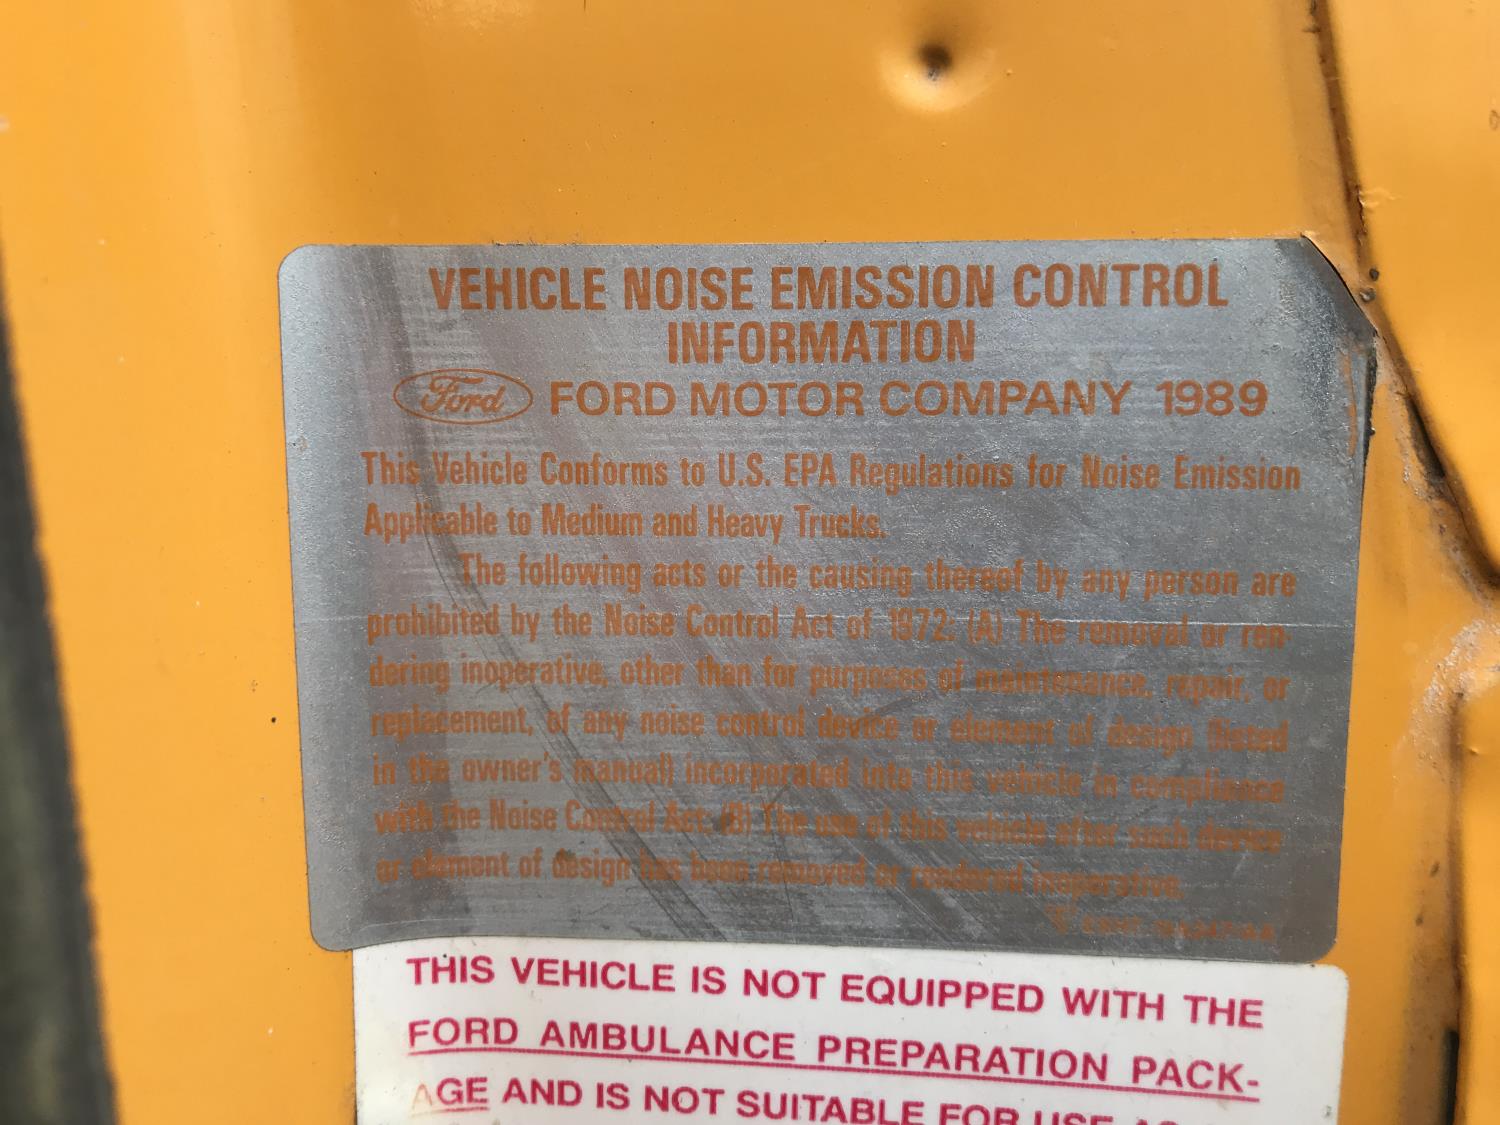 VEHICLE NOISE EMISSION CONTROL
INFORMATION
Ford FORD MOTOR COMPANY 1989
This Vehicle Conforms to U.S. EPA Regulations for Noise Emission
Applicable to Medium and Heavy Trucks.
The following acts or the causing thereof by any person are
prohibited by the Noise Control Act of 1972: (A) The removal or ren-
dering inoperative, other than for purposes of maintenance, repair, or
replacement, of any noise control device or element of design (listed
in the owner's manual) incorporated into this vehicle in compliance
with the Noise Control Act; (B) The use of this vehicle after such device
or element of design has been removed or rendered inoperative.
THIS VEHICLE IS NOT EQUIPPED WITH THE
FORD AMBULANCE PREPARATION PACK-
AGE AND IS NOT SUITABLE FOR USE AS